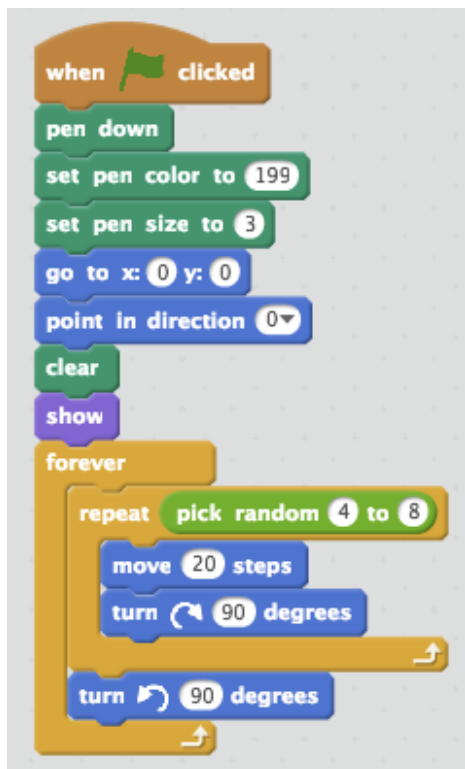 when clicked
pen down
set pen color to 199
set pen size to 3
go to x: 0 y: 0
point in direction 0
clear
show
forever
repeat pick random 4 to 8
move 20 steps
turn 90 degrees
turn 90 degrees